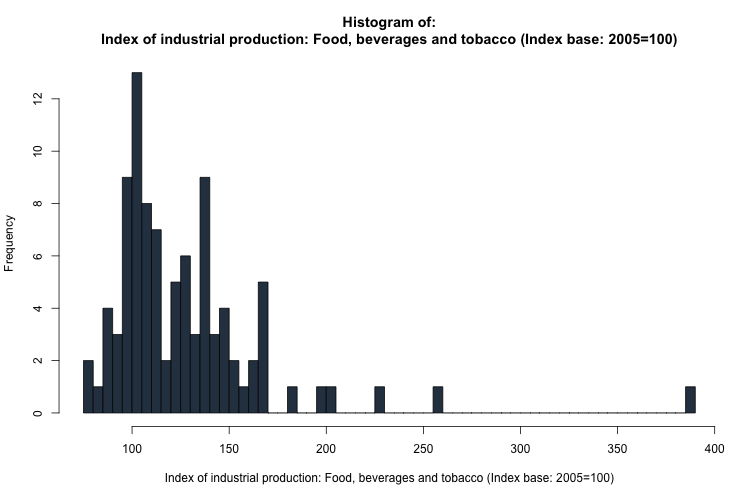 Histogram of:
Index of industrial production: Food, beverages and tobacco (Index base: 2005=100)
Frequency
12
10
8
6
4
2
0
100 150 200 250 300 350 400
Index of industrial production: Food, beverages and tobacco (Index base: 2005=100)